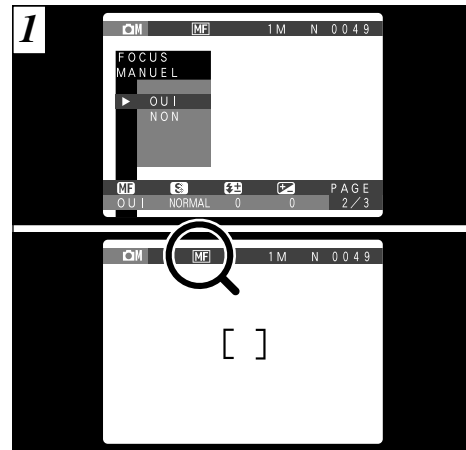 1
M MF 1M N 0049
FOCUS
MANUEL
OUI
NON
MF S PAGE
OUI NORMAL 0 0 2/3
M MF 1M N 0049
[ ]